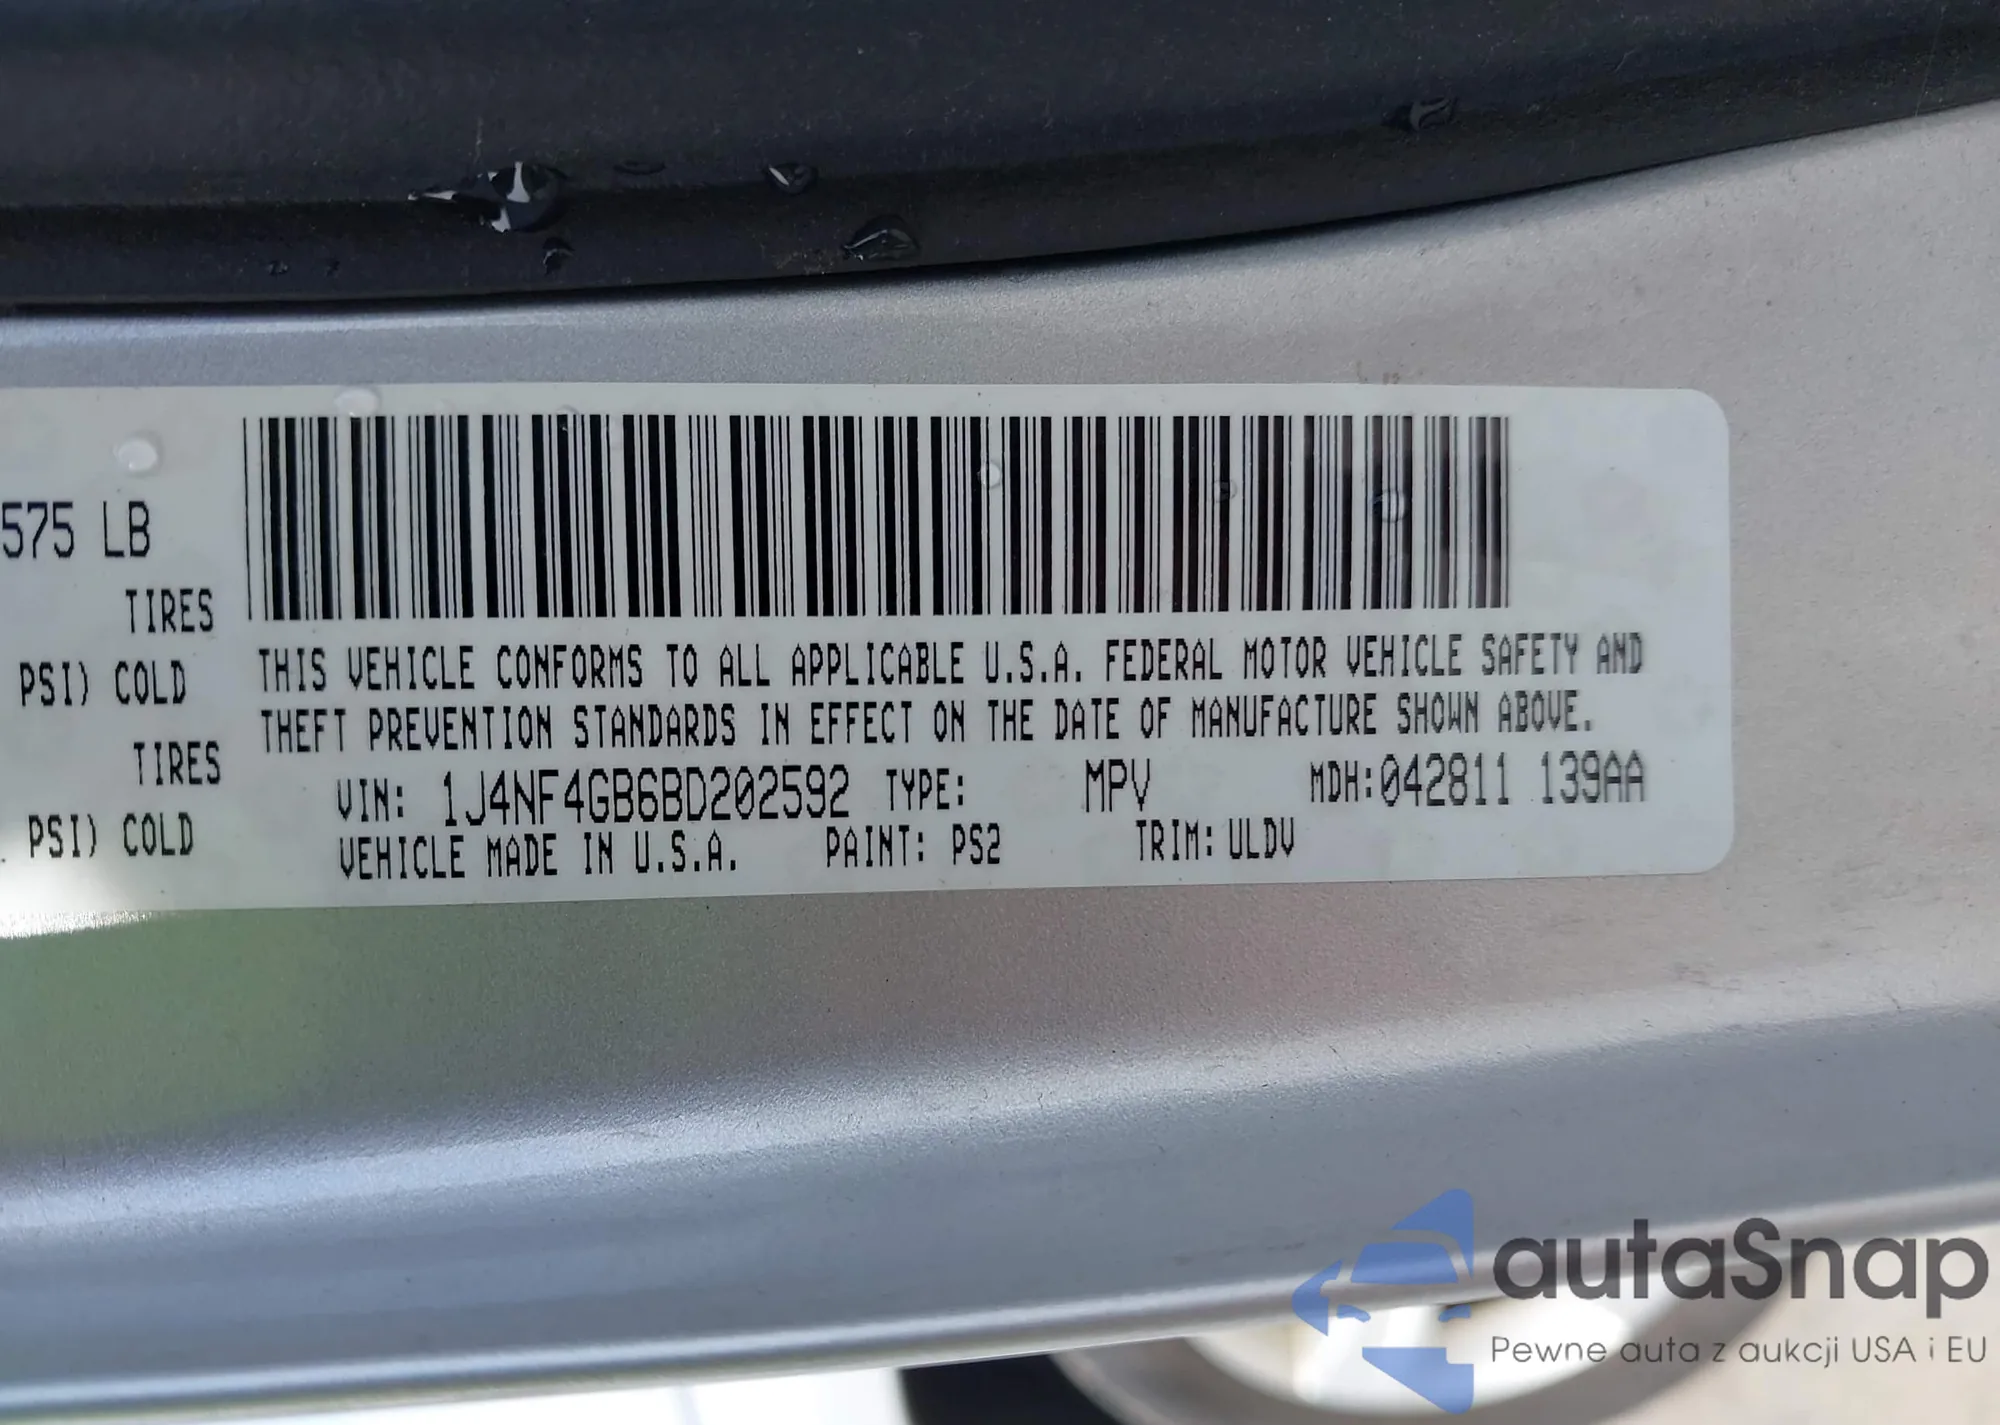 575 LB
TIRES
PSI) COLD
TIRES
PSI) COLD
THIS VEHICLE CONFORMS TO ALL APPLICABLE U.S.A. FEDERAL MOTOR VEHICLE SAFETY AND
THEFT PREVENTION STANDARDS IN EFFECT ON THE DATE OF MANUFACTURE SHOWN ABOVE.
VIN: 1J4NF4GB6BD202592 TYPE: MPV MDH:042811 139AA
VEHICLE MADE IN U.S.A. PAINT: PS2 TRIM: ULDV
autaSnap
Pewne auta z aukcji USA i EU